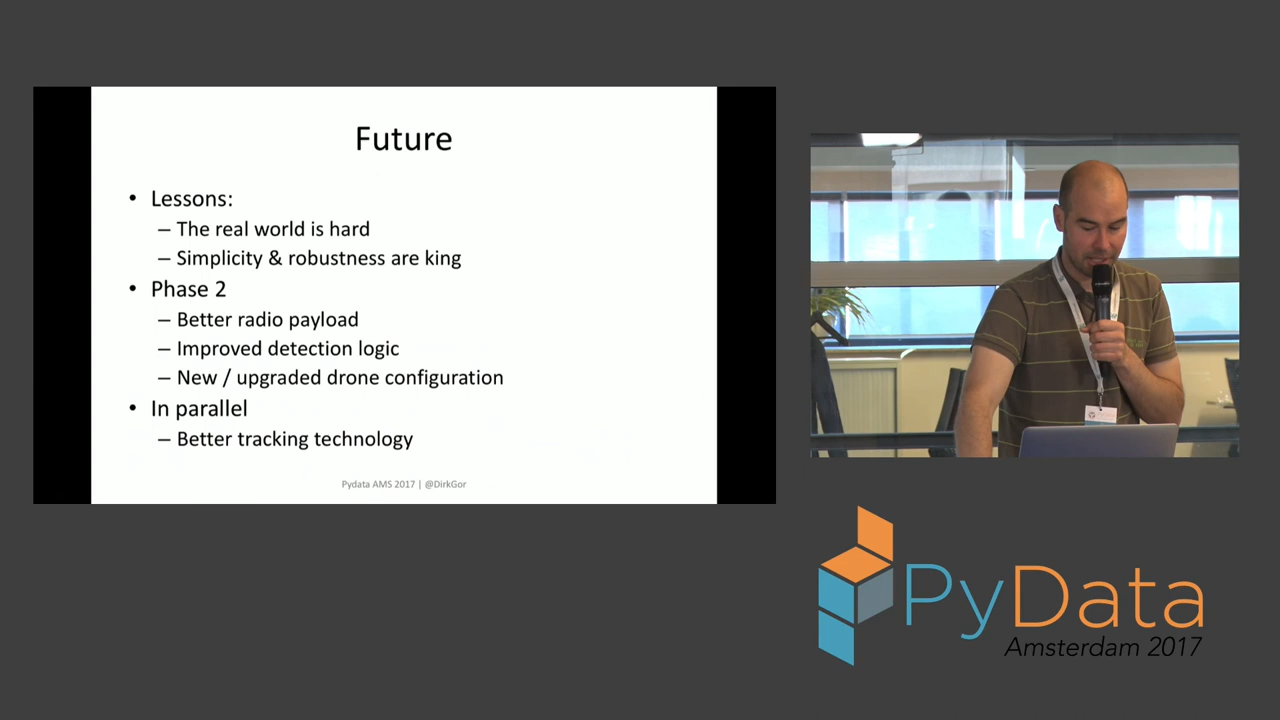 Future
• Lessons:
– The real world is hard
– Simplicity & robustness are king
• Phase 2
– Better radio payload
– Improved detection logic
– New / upgraded drone configuration
• In parallel
– Better tracking technology
Pydata AMS 2017 | @DirkGor
PyData
Amsterdam 2017